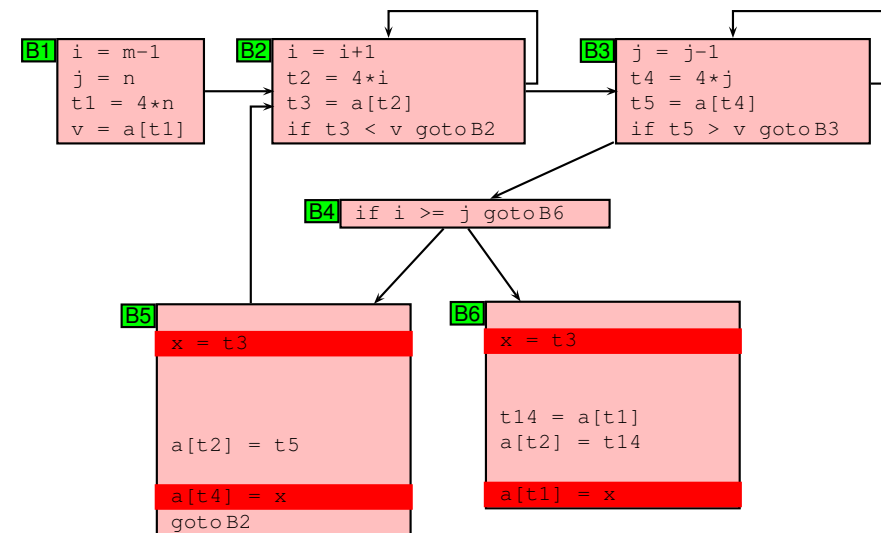 B1
i = m-1
j = n
t1 = 4*n
v = a[t1]
B2
i = i+1
t2 = 4*i
t3 = a[t2]
if t3 < v goto B2
B3
j = j-1
t4 = 4*j
t5 = a[t4]
if t5 > v goto B3
B4
if i >= j goto B6
B5
x = t3
a[t2] = t5
a[t4] = x
goto B2
B6
x = t3
t14 = a[t1]
a[t2] = t14
a[t1] = x